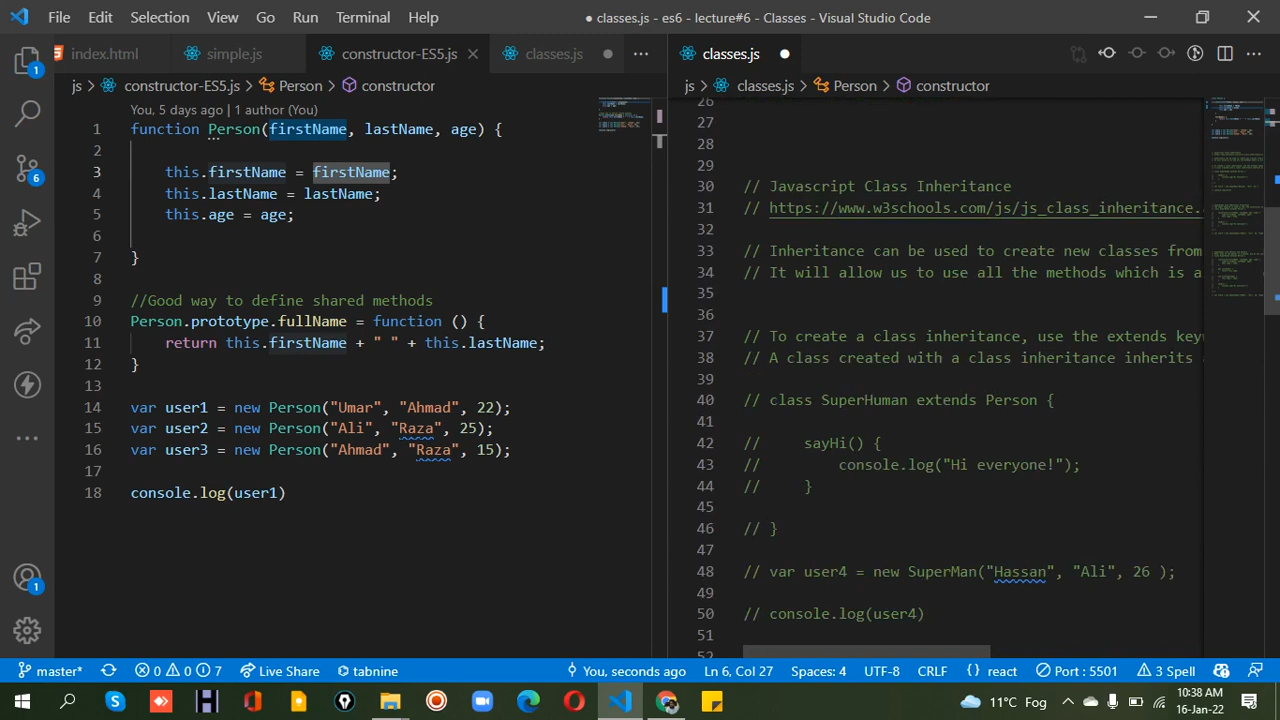 File Edit Selection View Go Run Terminal Help
● classes.js - es6 - lecture#6 - Classes - Visual Studio Code
index.html simple.js constructor-ES5.js classes.js
js > constructor-ES5.js > Person > constructor
You, 5 days ago | 1 author (You)
1 function Person(firstName, lastName, age) {
2
3 this.firstName = firstName;
4 this.lastName = lastName;
5 this.age = age;
6
7 }
8
9 //Good way to define shared methods
10 Person.prototype.fullName = function () {
11 return this.firstName + " " + this.lastName;
12 }
13
14 var user1 = new Person("Umar", "Ahmad", 22);
15 var user2 = new Person("Ali", "Raza", 25);
16 var user3 = new Person("Ahmad", "Raza", 15);
17
18 console.log(user1)
classes.js
js > classes.js > Person > constructor
26
27
28
29
30 // Javascript Class Inheritance
31 // https://www.w3schools.com/js/js_class_inheritance.
32
33 // Inheritance can be used to create new classes from
34 // It will allow us to use all the methods which is a
35
36
37 // To create a class inheritance, use the extends key
38 // A class created with a class inheritance inherits
39
40 // class SuperHuman extends Person {
41
42 // sayHi() {
43 // console.log("Hi everyone!");
44 // }
45
46 // }
47
48 // var user4 = new SuperMan("Hassan", "Ali", 26 );
49
50 // console.log(user4)
51
52
1
6
1
master* 0 0 7 Live Share tabnine You, seconds ago Ln 6, Col 27 Spaces: 4 UTF-8 CRLF {} react Port : 5501 3 Spell
11°C Fog
10:38 AM
16-Jan-22